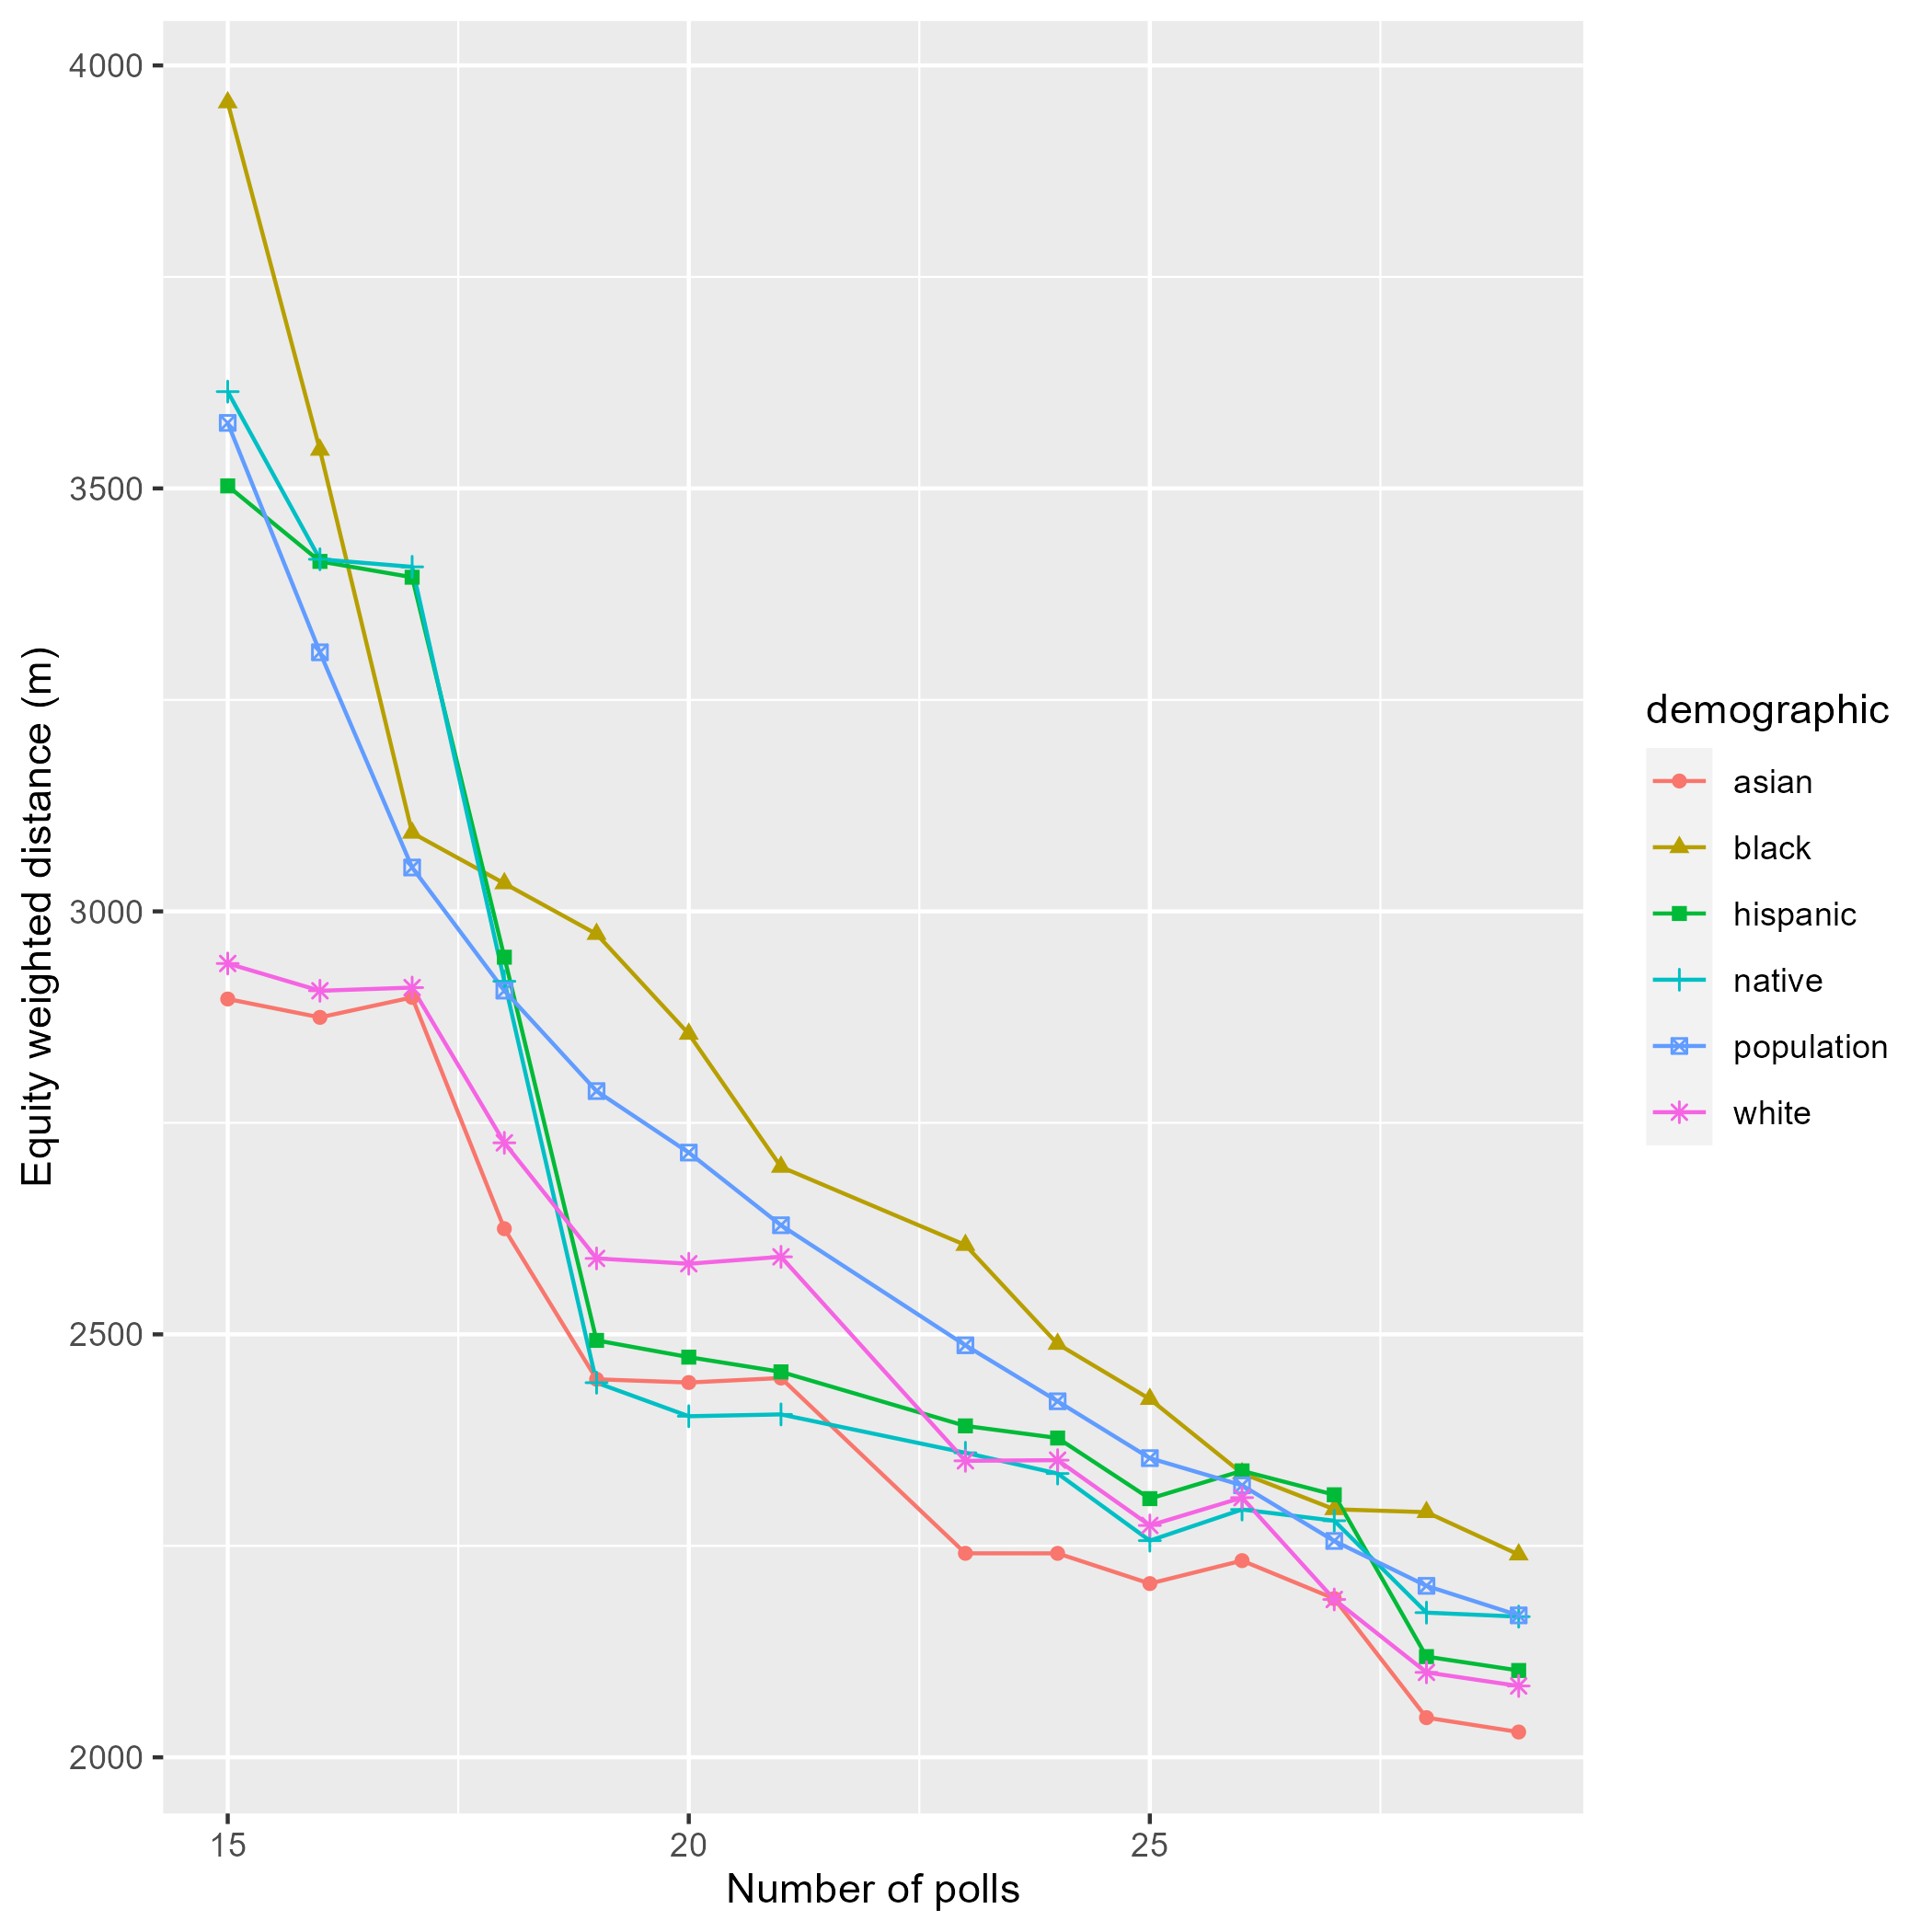 4000
3500
3000
2500
2000
Equity weighted distance (m)
15
20
25
Number of polls
demographic
asian
black
hispanic
native
population
white